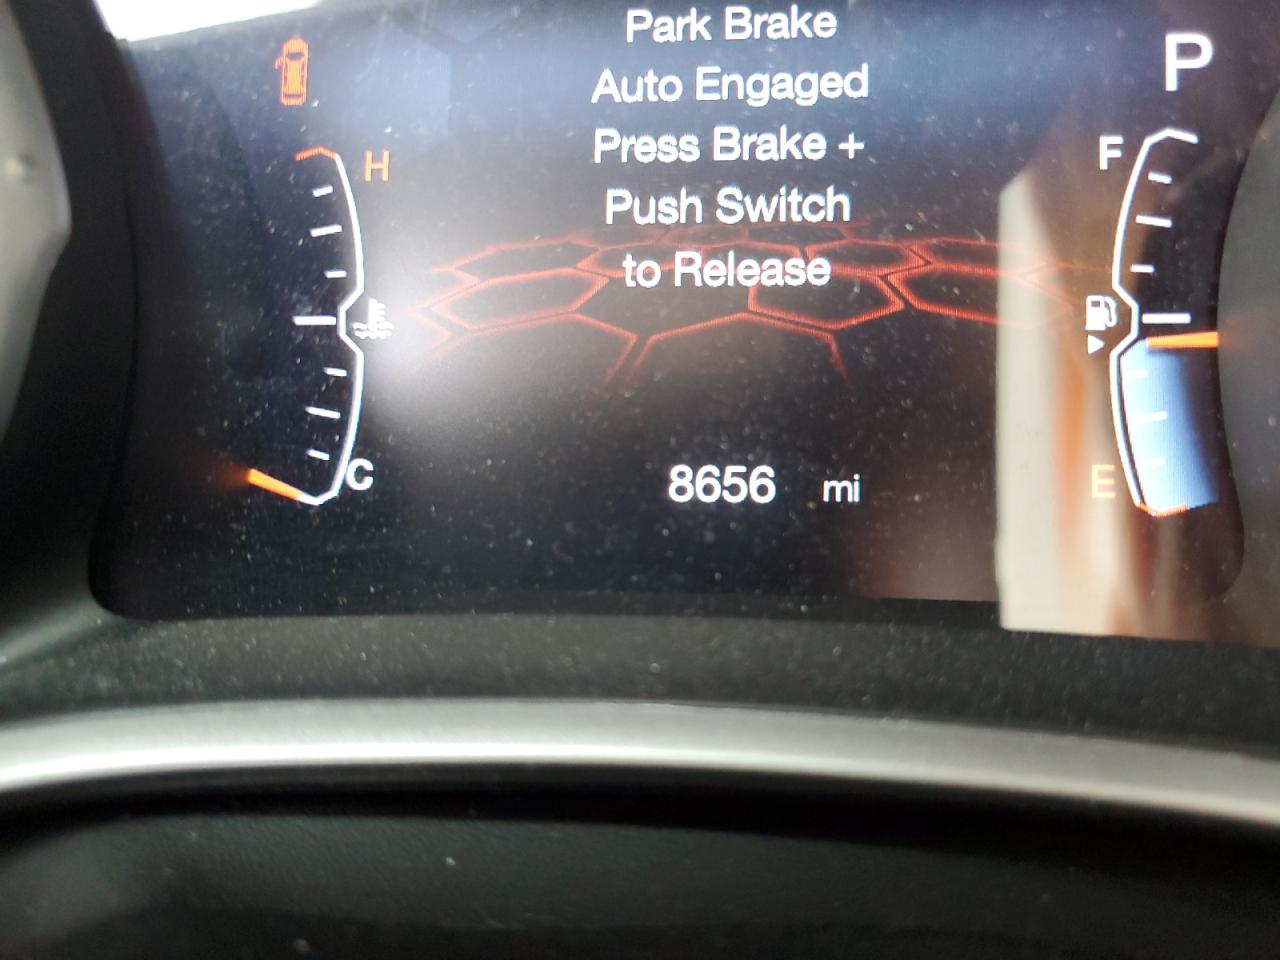 Park Brake
Auto Engaged
Press Brake +
Push Switch
to Release
P
H
F
C
E
8656 mi